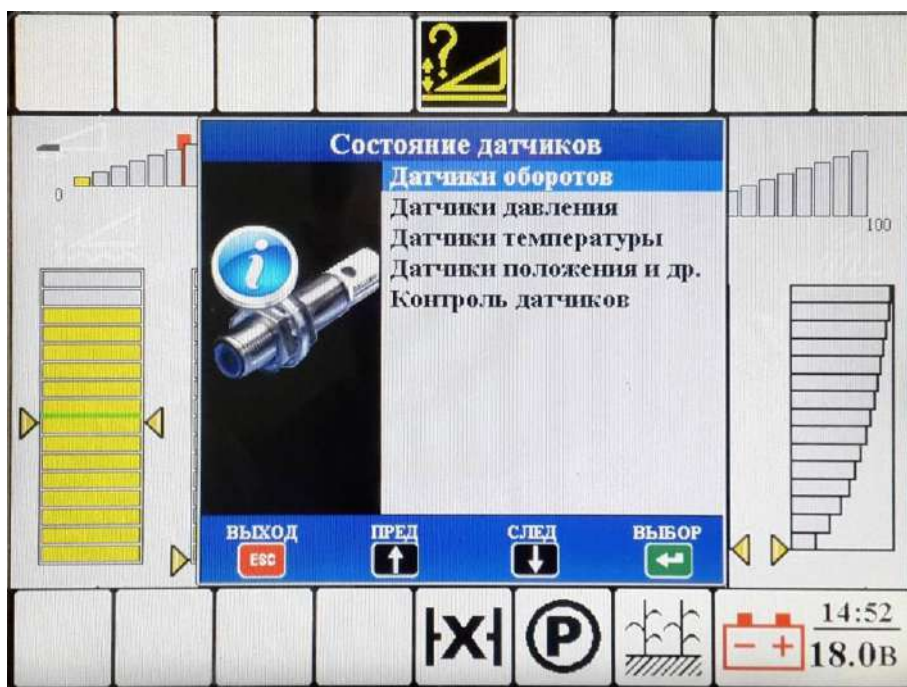 ?
Состояние датчиков
Датчики оборотов
Датчики давления
Датчики температуры
Датчики положения и др.
Контроль датчиков
0
100
i
ВЫХОД ПРЕД СЛЕД ВЫБОР
ESC
X P
14:52
- + 18.0В